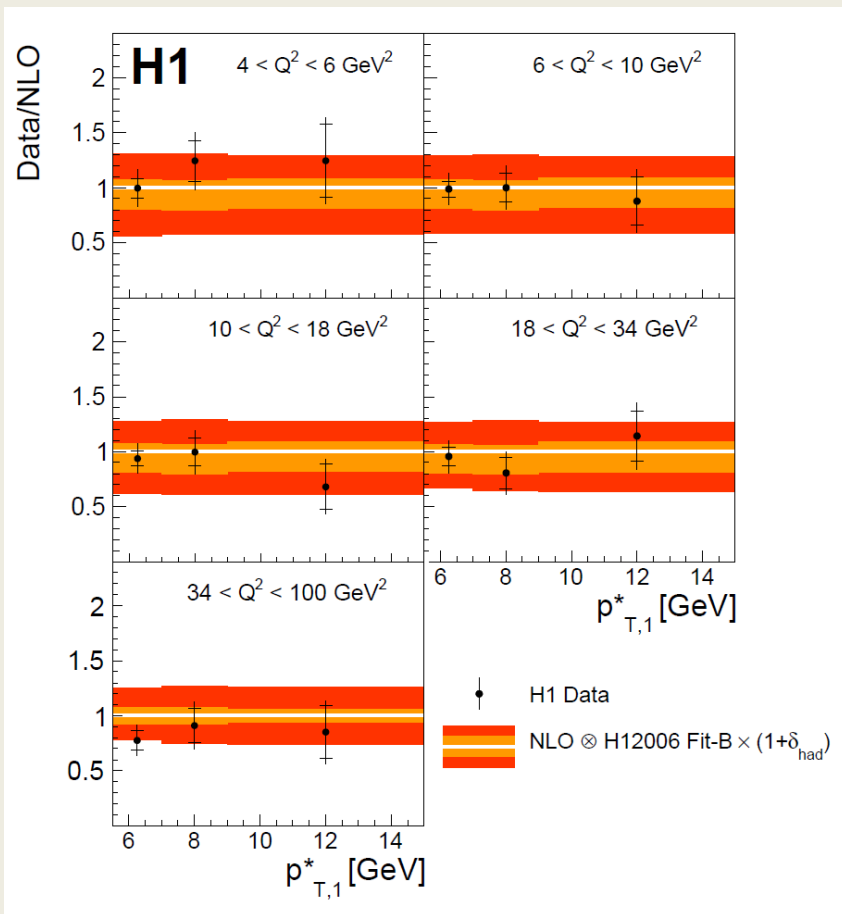 H1
Data/NLO
4 < Q² < 6 GeV²
6 < Q² < 10 GeV²
2
1.5
1
0.5
10 < Q² < 18 GeV²
18 < Q² < 34 GeV²
2
1.5
1
0.5
6 8 10 12 14
p*T,1 [GeV]
34 < Q² < 100 GeV²
2
1.5
1
0.5
H1 Data
NLO ⊗ H12006 Fit-B × (1+δhad)
6 8 10 12 14
p*T,1 [GeV]